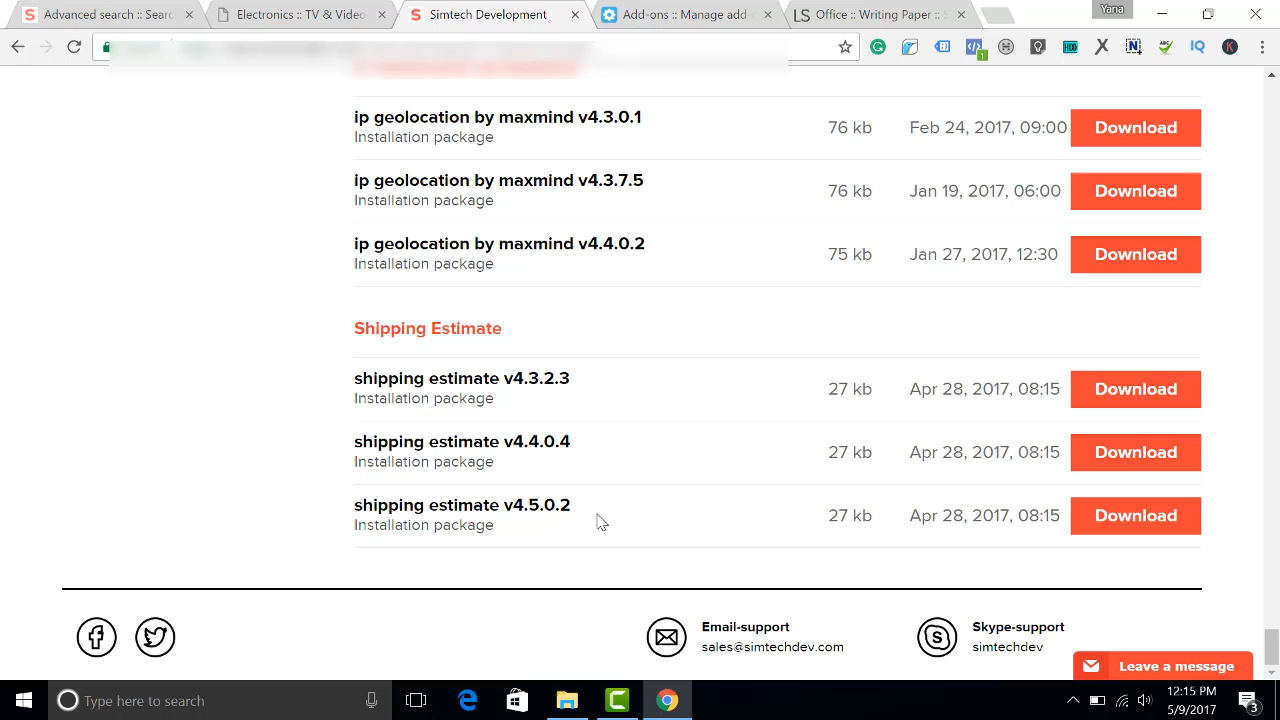 Advanced search :: Searc
Electronics :: TV & Video
Simtech Development
Add-ons :: Manage and c
LS Office: Writing Paper :: S
Yana
ip geolocation by maxmind v4.3.0.1
Installation package
76 kb
Feb 24, 2017, 09:00
Download
ip geolocation by maxmind v4.3.7.5
Installation package
76 kb
Jan 19, 2017, 06:00
Download
ip geolocation by maxmind v4.4.0.2
Installation package
75 kb
Jan 27, 2017, 12:30
Download
Shipping Estimate
shipping estimate v4.3.2.3
Installation package
27 kb
Apr 28, 2017, 08:15
Download
shipping estimate v4.4.0.4
Installation package
27 kb
Apr 28, 2017, 08:15
Download
shipping estimate v4.5.0.2
Installation package
27 kb
Apr 28, 2017, 08:15
Download
Email-support
sales@simtechdev.com
Skype-support
simtechdev
Leave a message
Type here to search
12:15 PM
5/9/2017
3